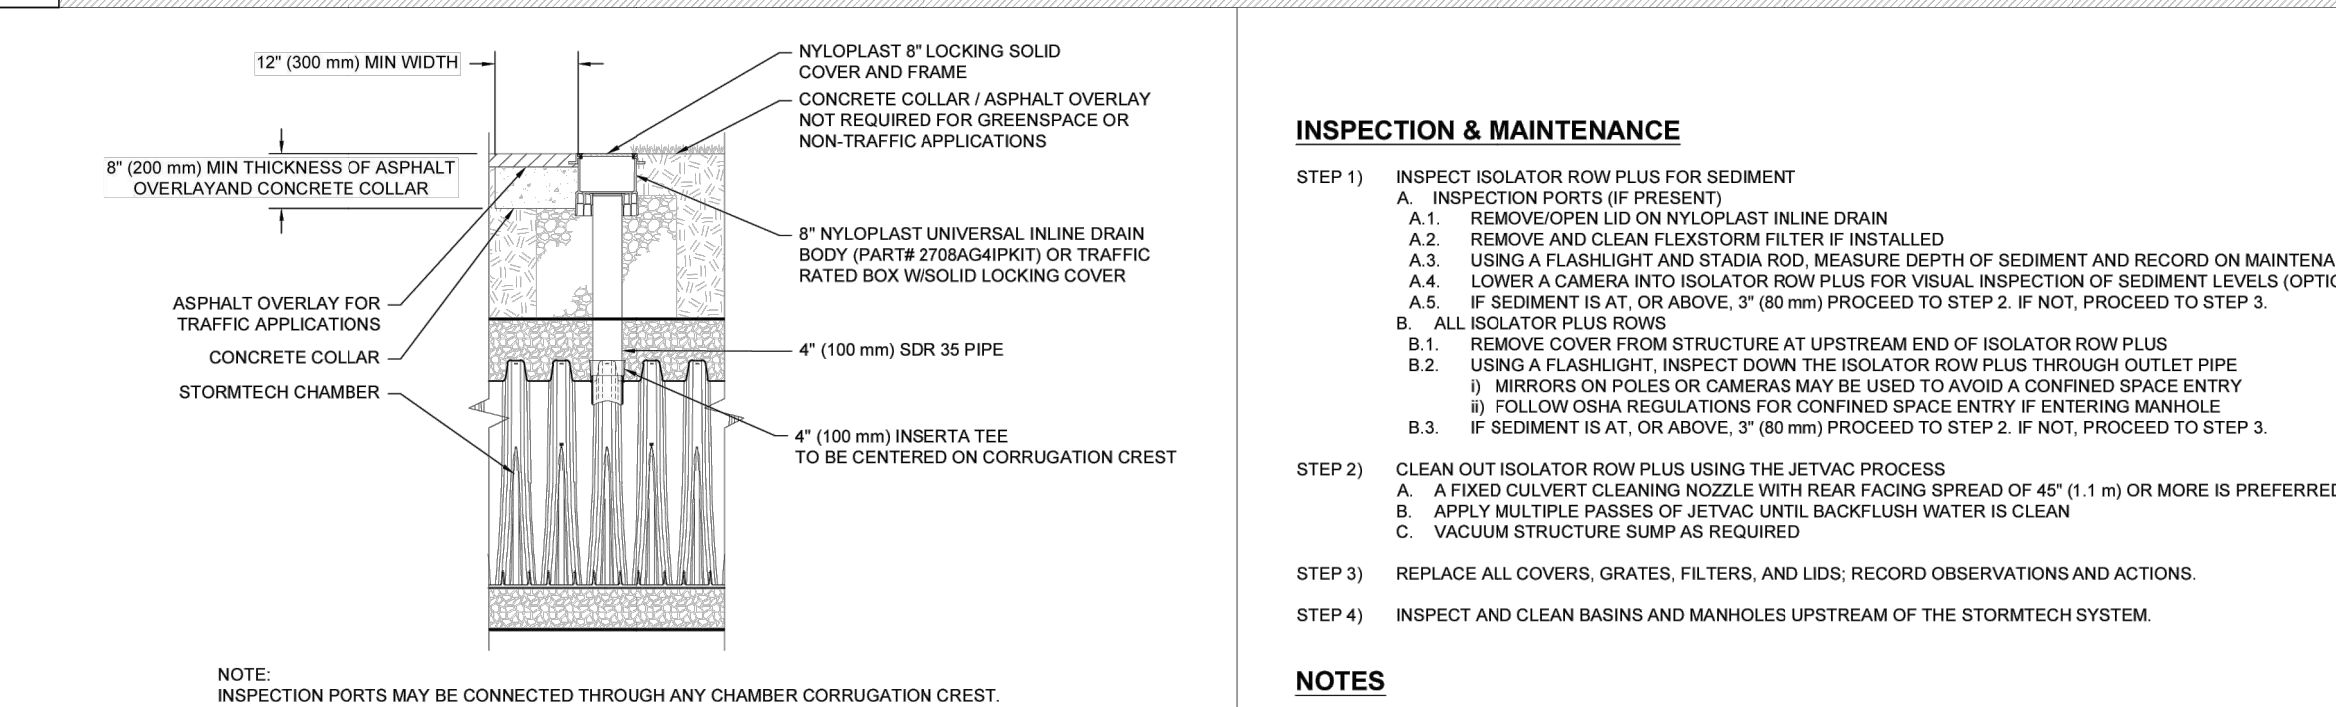 12" (300 mm) MIN WIDTH
8" (200 mm) MIN THICKNESS OF ASPHALT
OVERLAYAND CONCRETE COLLAR
ASPHALT OVERLAY FOR
TRAFFIC APPLICATIONS
CONCRETE COLLAR
STORMTECH CHAMBER
NYLOPLAST 8" LOCKING SOLID
COVER AND FRAME
CONCRETE COLLAR / ASPHALT OVERLAY
NOT REQUIRED FOR GREENSPACE OR
NON-TRAFFIC APPLICATIONS
8" NYLOPLAST UNIVERSAL INLINE DRAIN
BODY (PART# 2708AG4IPKIT) OR TRAFFIC
RATED BOX W/SOLID LOCKING COVER
4" (100 mm) SDR 35 PIPE
4" (100 mm) INSERTA TEE
TO BE CENTERED ON CORRUGATION CREST
NOTE:
INSPECTION PORTS MAY BE CONNECTED THROUGH ANY CHAMBER CORRUGATION CREST.
INSPECTION & MAINTENANCE
STEP 1) INSPECT ISOLATOR ROW PLUS FOR SEDIMENT
A. INSPECTION PORTS (IF PRESENT)
A.1. REMOVE/OPEN LID ON NYLOPLAST INLINE DRAIN
A.2. REMOVE AND CLEAN FLEXSTORM FILTER IF INSTALLED
A.3. USING A FLASHLIGHT AND STADIA ROD, MEASURE DEPTH OF SEDIMENT AND RECORD ON
A.4. LOWER A CAMERA INTO ISOLATOR ROW PLUS FOR VISUAL INSPECTION OF SEDIMENT LEVELS
A.5. IF SEDIMENT IS AT, OR ABOVE, 3" (80 mm) PROCEED TO STEP 2. IF NOT, PROCEED TO STEP 3.
B. ALL ISOLATOR PLUS ROWS
B.1. REMOVE COVER FROM STRUCTURE AT UPSTREAM END OF ISOLATOR ROW PLUS
B.2. USING A FLASHLIGHT, INSPECT DOWN THE ISOLATOR ROW PLUS THROUGH OUTLET PIPE
i) MIRRORS ON POLES OR CAMERAS MAY BE USED TO AVOID A CONFINED SPACE ENTRY
ii) FOLLOW OSHA REGULATIONS FOR CONFINED SPACE ENTRY IF ENTERING MANHOLE
B.3. IF SEDIMENT IS AT, OR ABOVE, 3" (80 mm) PROCEED TO STEP 2. IF NOT, PROCEED TO STEP 3.
STEP 2) CLEAN OUT ISOLATOR ROW PLUS USING THE JETVAC PROCESS
A. A FIXED CULVERT CLEANING NOZZLE WITH REAR FACING SPREAD OF 45" (1.1 m) OR MORE IS PREFERRED
B. APPLY MULTIPLE PASSES OF JETVAC UNTIL BACKFLUSH WATER IS CLEAN
C. VACUUM STRUCTURE SUMP AS REQUIRED
STEP 3) REPLACE ALL COVERS, GRATES, FILTERS, AND LIDS; RECORD OBSERVATIONS AND ACTIONS.
STEP 4) INSPECT AND CLEAN BASINS AND MANHOLES UPSTREAM OF THE STORMTECH SYSTEM.
NOTES